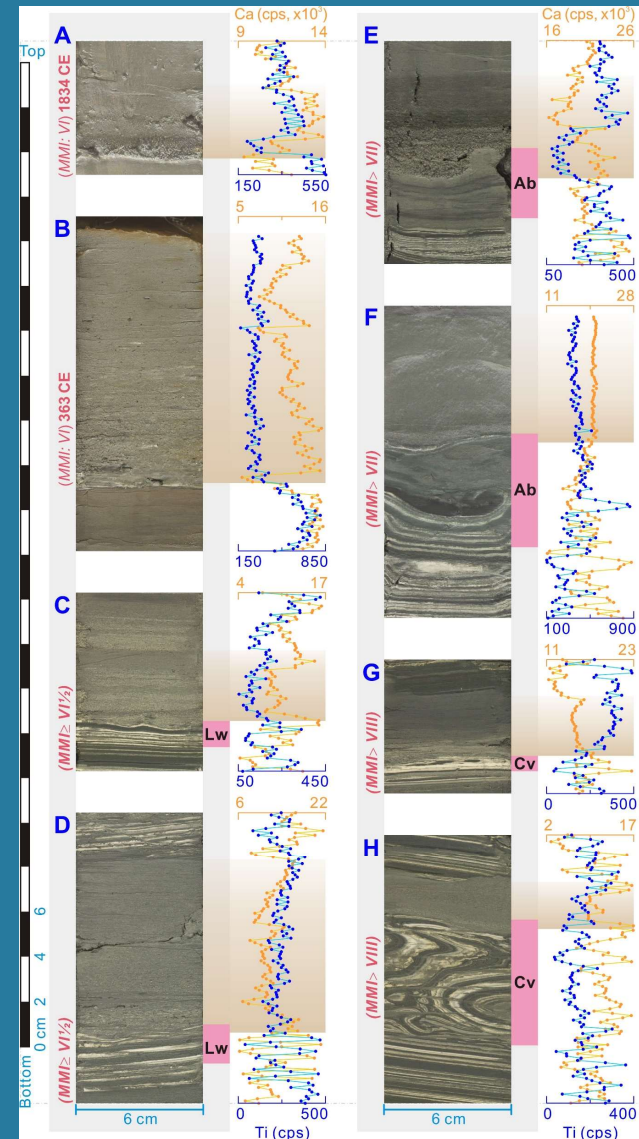 Ca (cps, x10³)
9 14
A
Top
(MMI: VI) 1834 CE
150 550
5 16
B
(MMI: VI) 363 CE
150 850
4 17
C
(MMI≥ VI½)
Lw
50 450
6 22
D
(MMI≥ VI½)
Lw
0 500
Ti (cps)
6 cm
6
4
2
0 cm
Bottom
Ca (cps, x10³)
16 26
E
(MMI> VII)
Ab
50 500
11 28
F
(MMI> VII)
Ab
100 900
11 23
G
(MMI> VIII)
Cv
0 500
2 17
H
(MMI> VIII)
Cv
0 400
Ti (cps)
6 cm